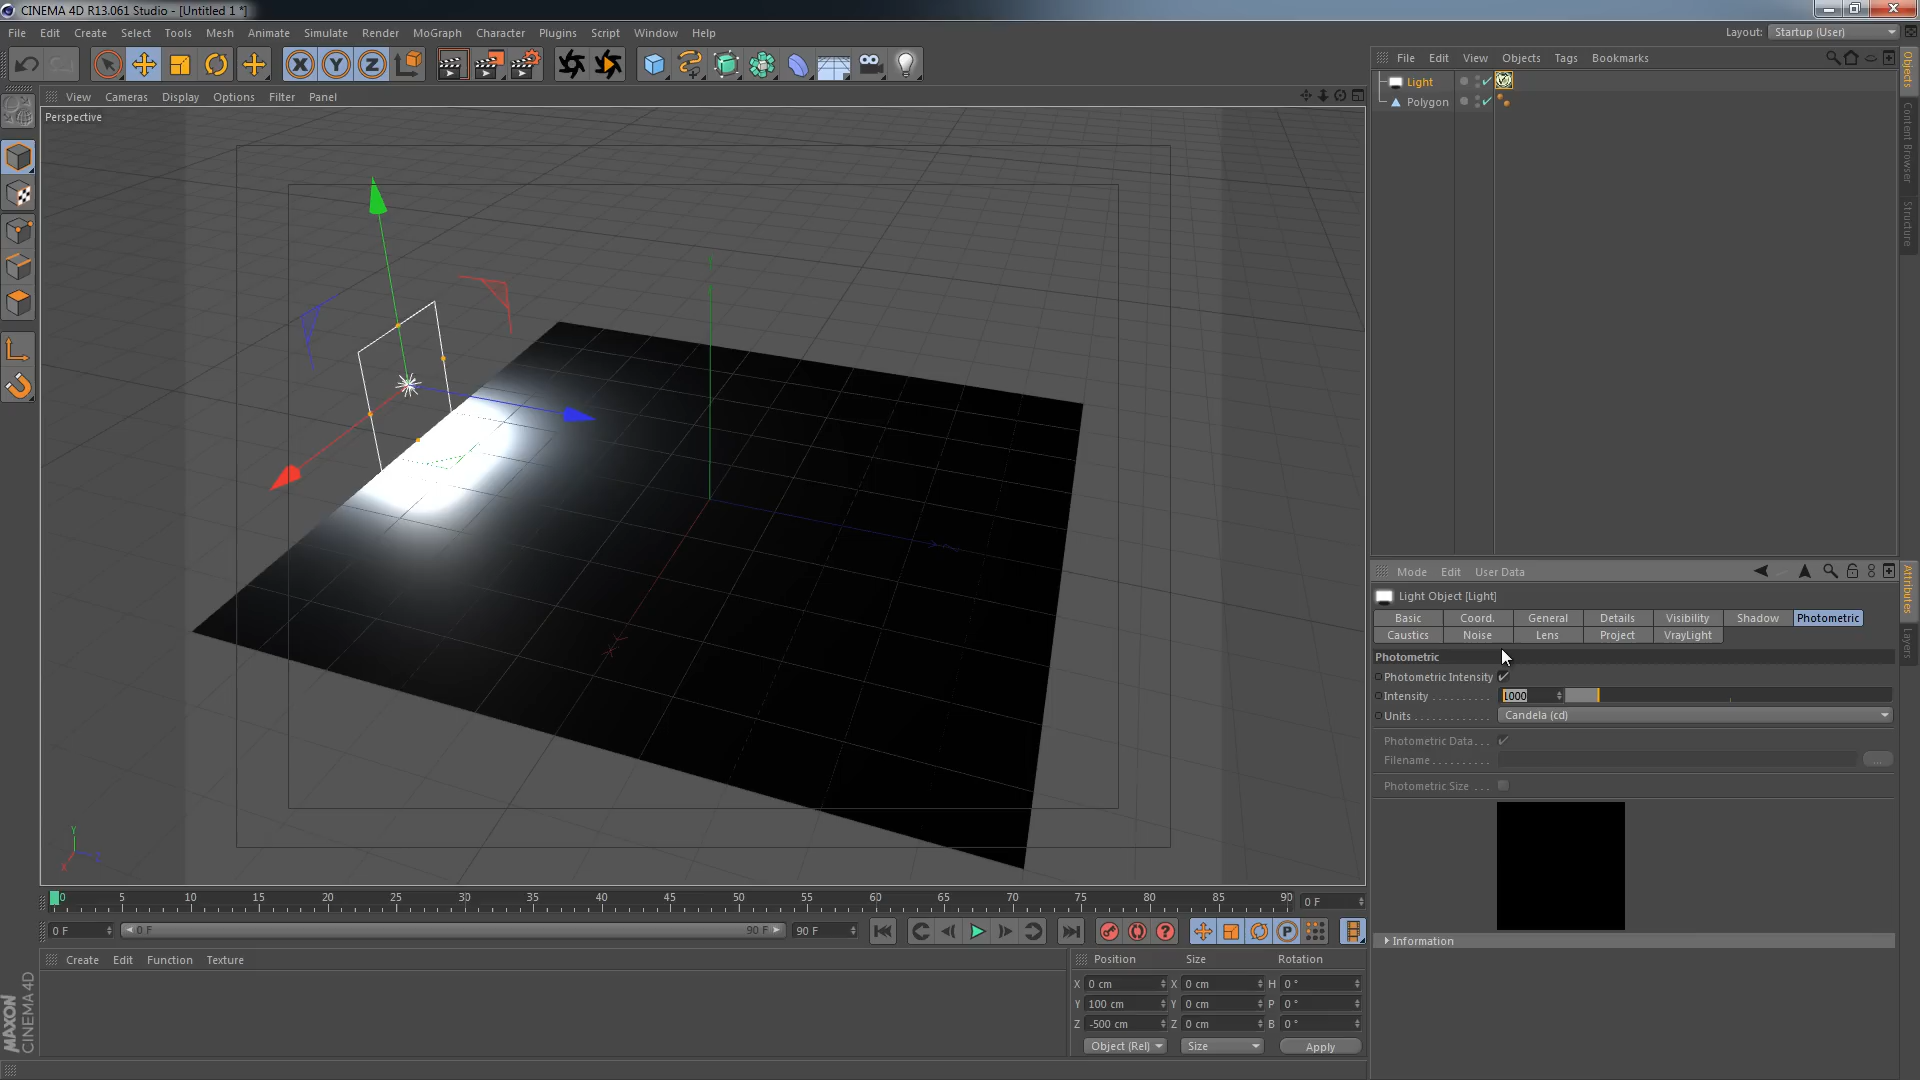 CINEMA 4D R13.061 Studio - [Untitled 1 *]
File Edit Create Select Tools Mesh Animate Simulate Render MoGraph Character Plugins Script Window Help
Layout: Startup (User)
View Cameras Display Options Filter Panel
Perspective
File Edit View Objects Tags Bookmarks
Light
Polygon
Objects
Content Browser
Structure
Mode Edit User Data
Attributes
Layers
Light Object [Light]
Basic Coord. General Details Visibility Shadow Photometric
Caustics Noise Lens Project VrayLight
Photometric
Photometric Intensity
Intensity . . . . . . . . . . 1000
Units . . . . . . . . . . . . . Candela (cd)
Photometric Data . . .
Filename . . . . . . . . . . ...
Photometric Size . . .
Information
X Y Z
Y
X
Z
0 5 10 15 20 25 30 35 40 45 50 55 60 65 70 75 80 85 90 0 F
0 F 0 F 90 F 90 F
P
Create Edit Function Texture
Position Size Rotation
X 0 cm X 0 cm H 0 °
Y 100 cm Y 0 cm P 0 °
Z -500 cm Z 0 cm B 0 °
Object (Rel) Size Apply
MAXON
CINEMA 4D